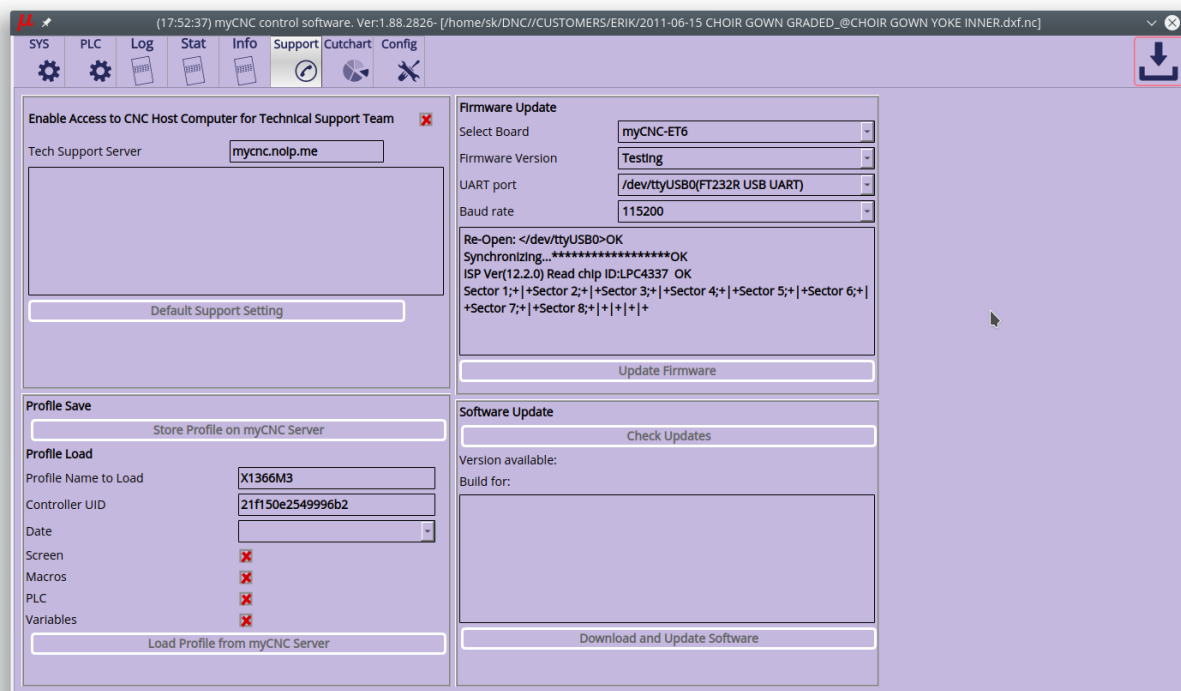 (17:52:37) myCNC control software. Ver:1.88.2826- [/home/sk/DNC//CUSTOMERS/ERIK/2011-06-15 CHOIR GOWN GRADED_@CHOIR GOWN YOKE INNER.dxf.nc]
SYS PLC Log Stat Info Support Cutchart Config
Enable Access to CNC Host Computer for Technical Support Team
Tech Support Server mycnc.noip.me
Default Support Setting
Profile Save
Store Profile on myCNC Server
Profile Load
Profile Name to Load X1366M3
Controller UID 21f150e2549996b2
Date
Screen
Macros
PLC
Variables
Load Profile from myCNC Server
Firmware Update
Select Board myCNC-ET6
Firmware Version Testing
UART port /dev/ttyUSB0(FT232R USB UART)
Baud rate 115200
Re-Open: </dev/ttyUSB0>OK
Synchronizing...*******************OK
ISP Ver(12.2.0) Read chip ID:LPC4337 OK
Sector 1;+|+Sector 2;+|+Sector 3;+|+Sector 4;+|+Sector 5;+|+Sector 6;+|
+Sector 7;+|+Sector 8;+|+|+|+|+
Update Firmware
Software Update
Check Updates
Version available:
Build for:
Download and Update Software